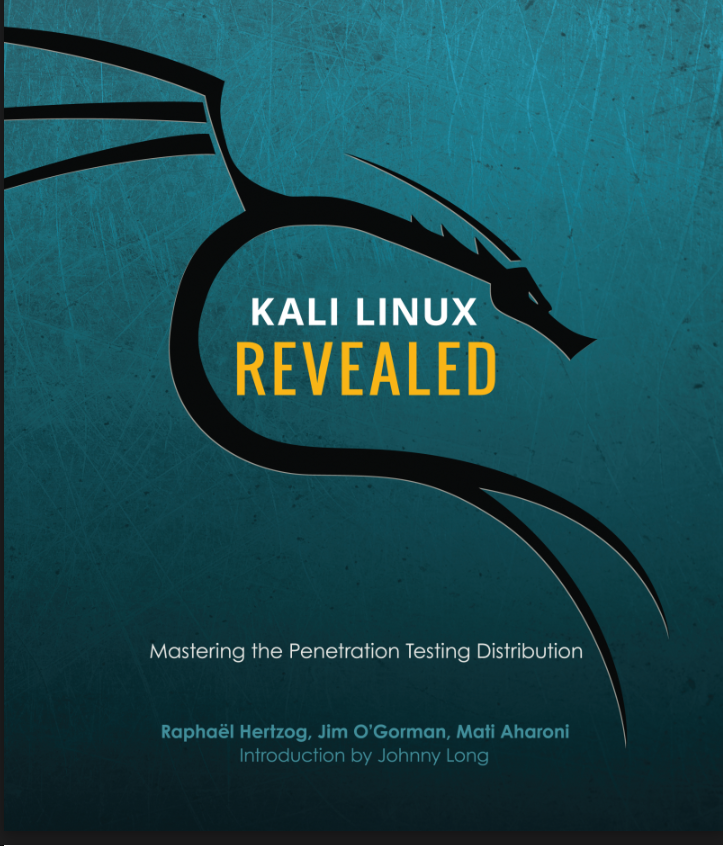 KALI LINUX
REVEALED
Mastering the Penetration Testing Distribution
Raphaël Hertzog, Jim O'Gorman, Mati Aharoni
Introduction by Johnny Long